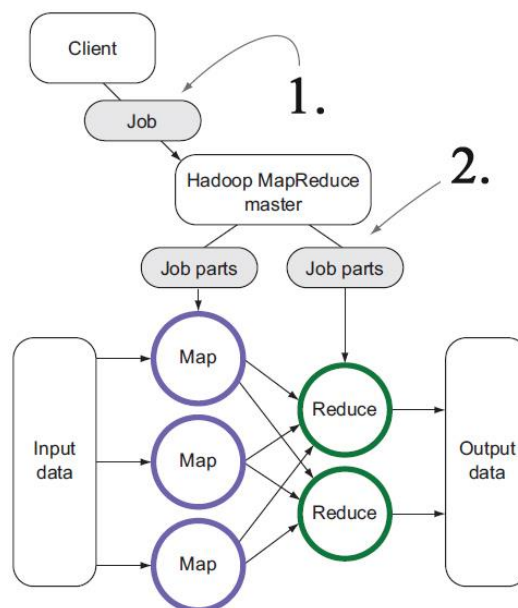 Client
1.
Job
2.
Hadoop MapReduce
master
Job parts
Job parts
Map
Reduce
Input
data
Map
Output
data
Reduce
Map